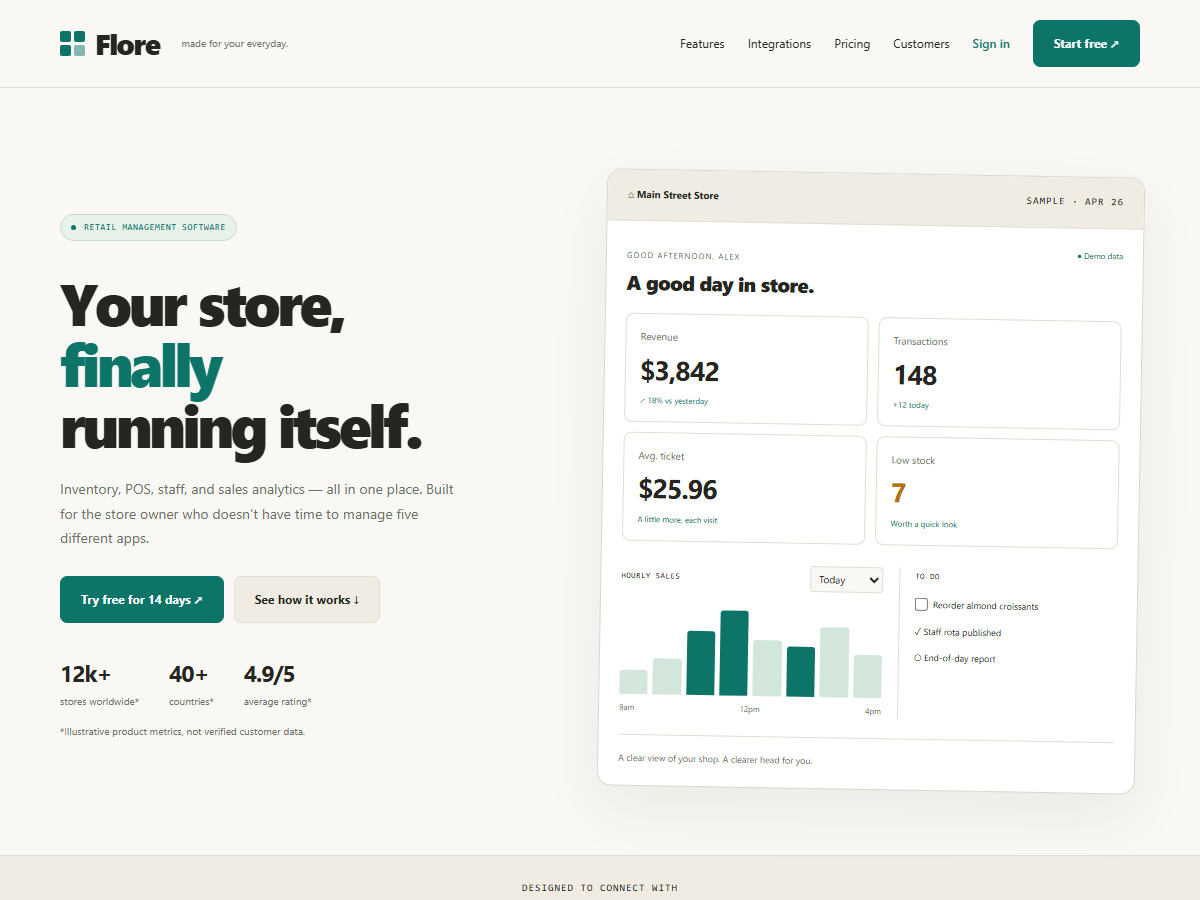 Flore
made for your everyday.
Features
Integrations
Pricing
Customers
Sign in
Start free ↗
RETAIL MANAGEMENT SOFTWARE
Your store,
finally
running itself.
Inventory, POS, staff, and sales analytics — all in one place. Built
for the store owner who doesn't have time to manage five
different apps.
Try free for 14 days ↗
See how it works ↓
12k+
stores worldwide*
40+
countries*
4.9/5
average rating*
*Illustrative product metrics, not verified customer data.
⌂ Main Street Store
SAMPLE · APR 26
GOOD AFTERNOON, ALEX
● Demo data
A good day in store.
Revenue
$3,842
↗ 18% vs yesterday
Transactions
148
+12 today
Avg. ticket
$25.96
A little more, each visit
Low stock
7
Worth a quick look
HOURLY SALES
Today
9am
12pm
4pm
TO DO
Reorder almond croissants
✓ Staff rota published
○ End-of-day report
A clear view of your shop. A clearer head for you.
DESIGNED TO CONNECT WITH